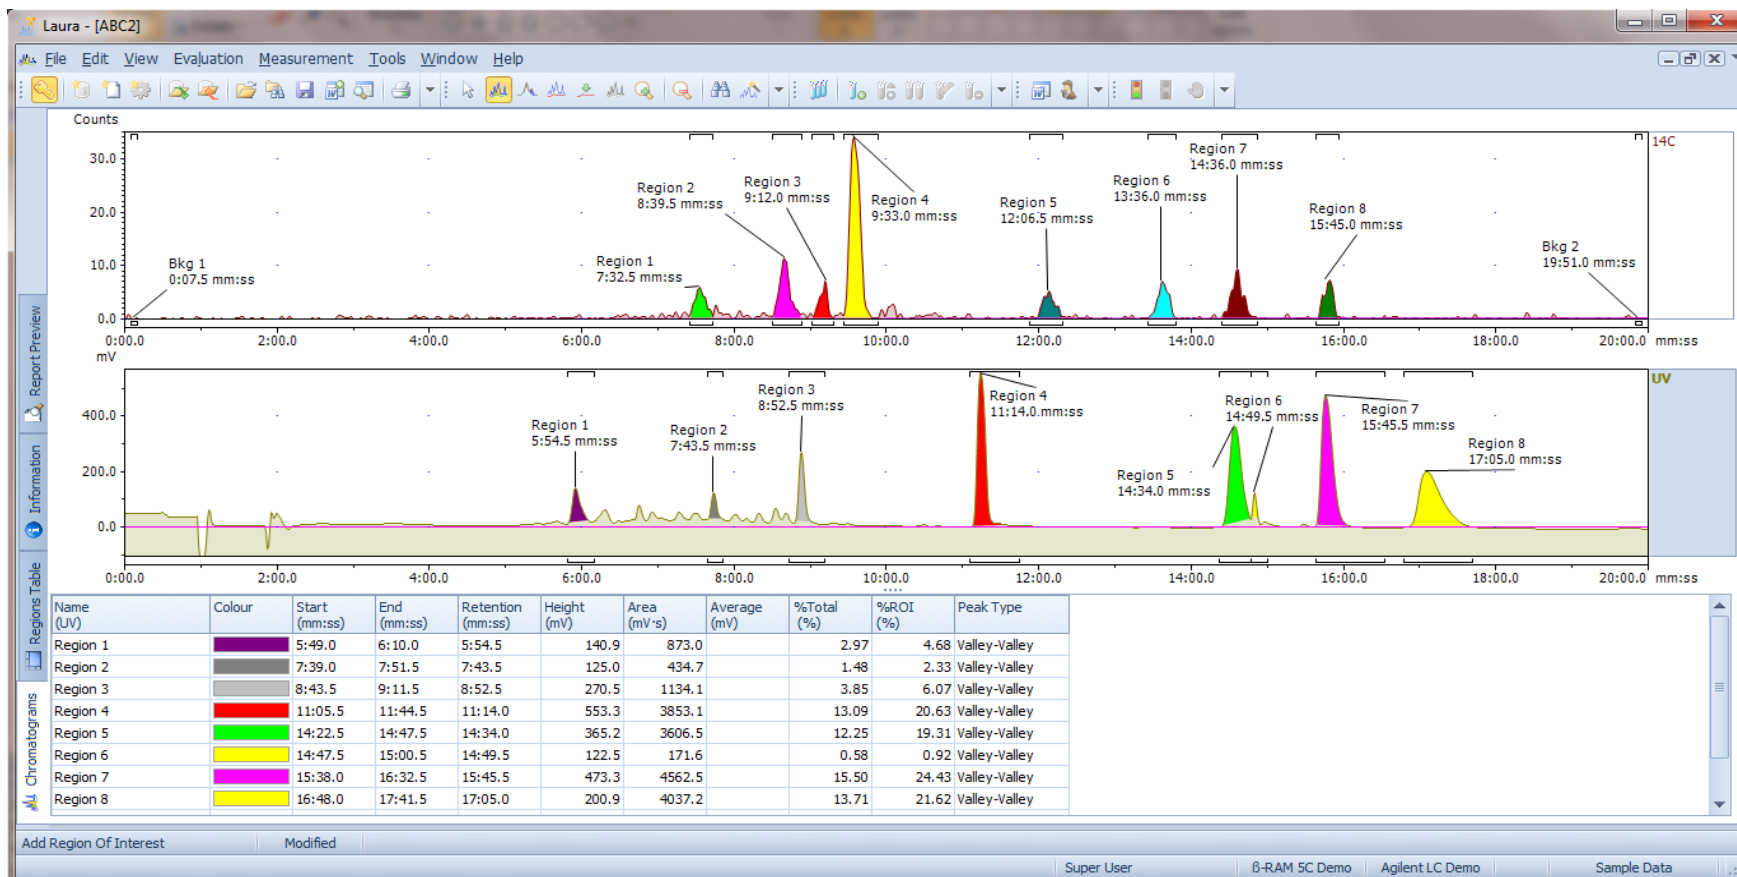 Laura - [ABC2]
File Edit View Evaluation Measurement Tools Window Help
Counts
14C
30.0
20.0
10.0
0.0
Bkg 1
0:07.5 mm:ss
Region 1
7:32.5 mm:ss
Region 2
8:39.5 mm:ss
Region 3
9:12.0 mm:ss
Region 4
9:33.0 mm:ss
Region 5
12:06.5 mm:ss
Region 6
13:36.0 mm:ss
Region 7
14:36.0 mm:ss
Region 8
15:45.0 mm:ss
Bkg 2
19:51.0 mm:ss
0:00.0 2:00.0 4:00.0 6:00.0 8:00.0 10:00.0 12:00.0 14:00.0 16:00.0 18:00.0 20:00.0 mm:ss
mV
UV
400.0
200.0
0.0
Region 1
5:54.5 mm:ss
Region 2
7:43.5 mm:ss
Region 3
8:52.5 mm:ss
Region 4
11:14.0 mm:ss
Region 5
14:34.0 mm:ss
Region 6
14:49.5 mm:ss
Region 7
15:45.5 mm:ss
Region 8
17:05.0 mm:ss
0:00.0 2:00.0 4:00.0 6:00.0 8:00.0 10:00.0 12:00.0 14:00.0 16:00.0 18:00.0 20:00.0 mm:ss
Report Preview
Information
Regions Table
Chromatograms
Name Colour Start End Retention Height Area Average %Total %ROI Peak Type
(UV) (mm:ss) (mm:ss) (mm:ss) (mV) (mV·s) (mV) (%) (%)
Region 1 5:49.0 6:10.0 5:54.5 140.9 873.0 2.97 4.68 Valley-Valley
Region 2 7:39.0 7:51.5 7:43.5 125.0 434.7 1.48 2.33 Valley-Valley
Region 3 8:43.5 9:11.5 8:52.5 270.5 1134.1 3.85 6.07 Valley-Valley
Region 4 11:05.5 11:44.5 11:14.0 553.3 3853.1 13.09 20.63 Valley-Valley
Region 5 14:22.5 14:47.5 14:34.0 365.2 3606.5 12.25 19.31 Valley-Valley
Region 6 14:47.5 15:00.5 14:49.5 122.5 171.6 0.58 0.92 Valley-Valley
Region 7 15:38.0 16:32.5 15:45.5 473.3 4562.5 15.50 24.43 Valley-Valley
Region 8 16:48.0 17:41.5 17:05.0 200.9 4037.2 13.71 21.62 Valley-Valley
Add Region Of Interest Modified
Super User ß-RAM 5C Demo Agilent LC Demo Sample Data